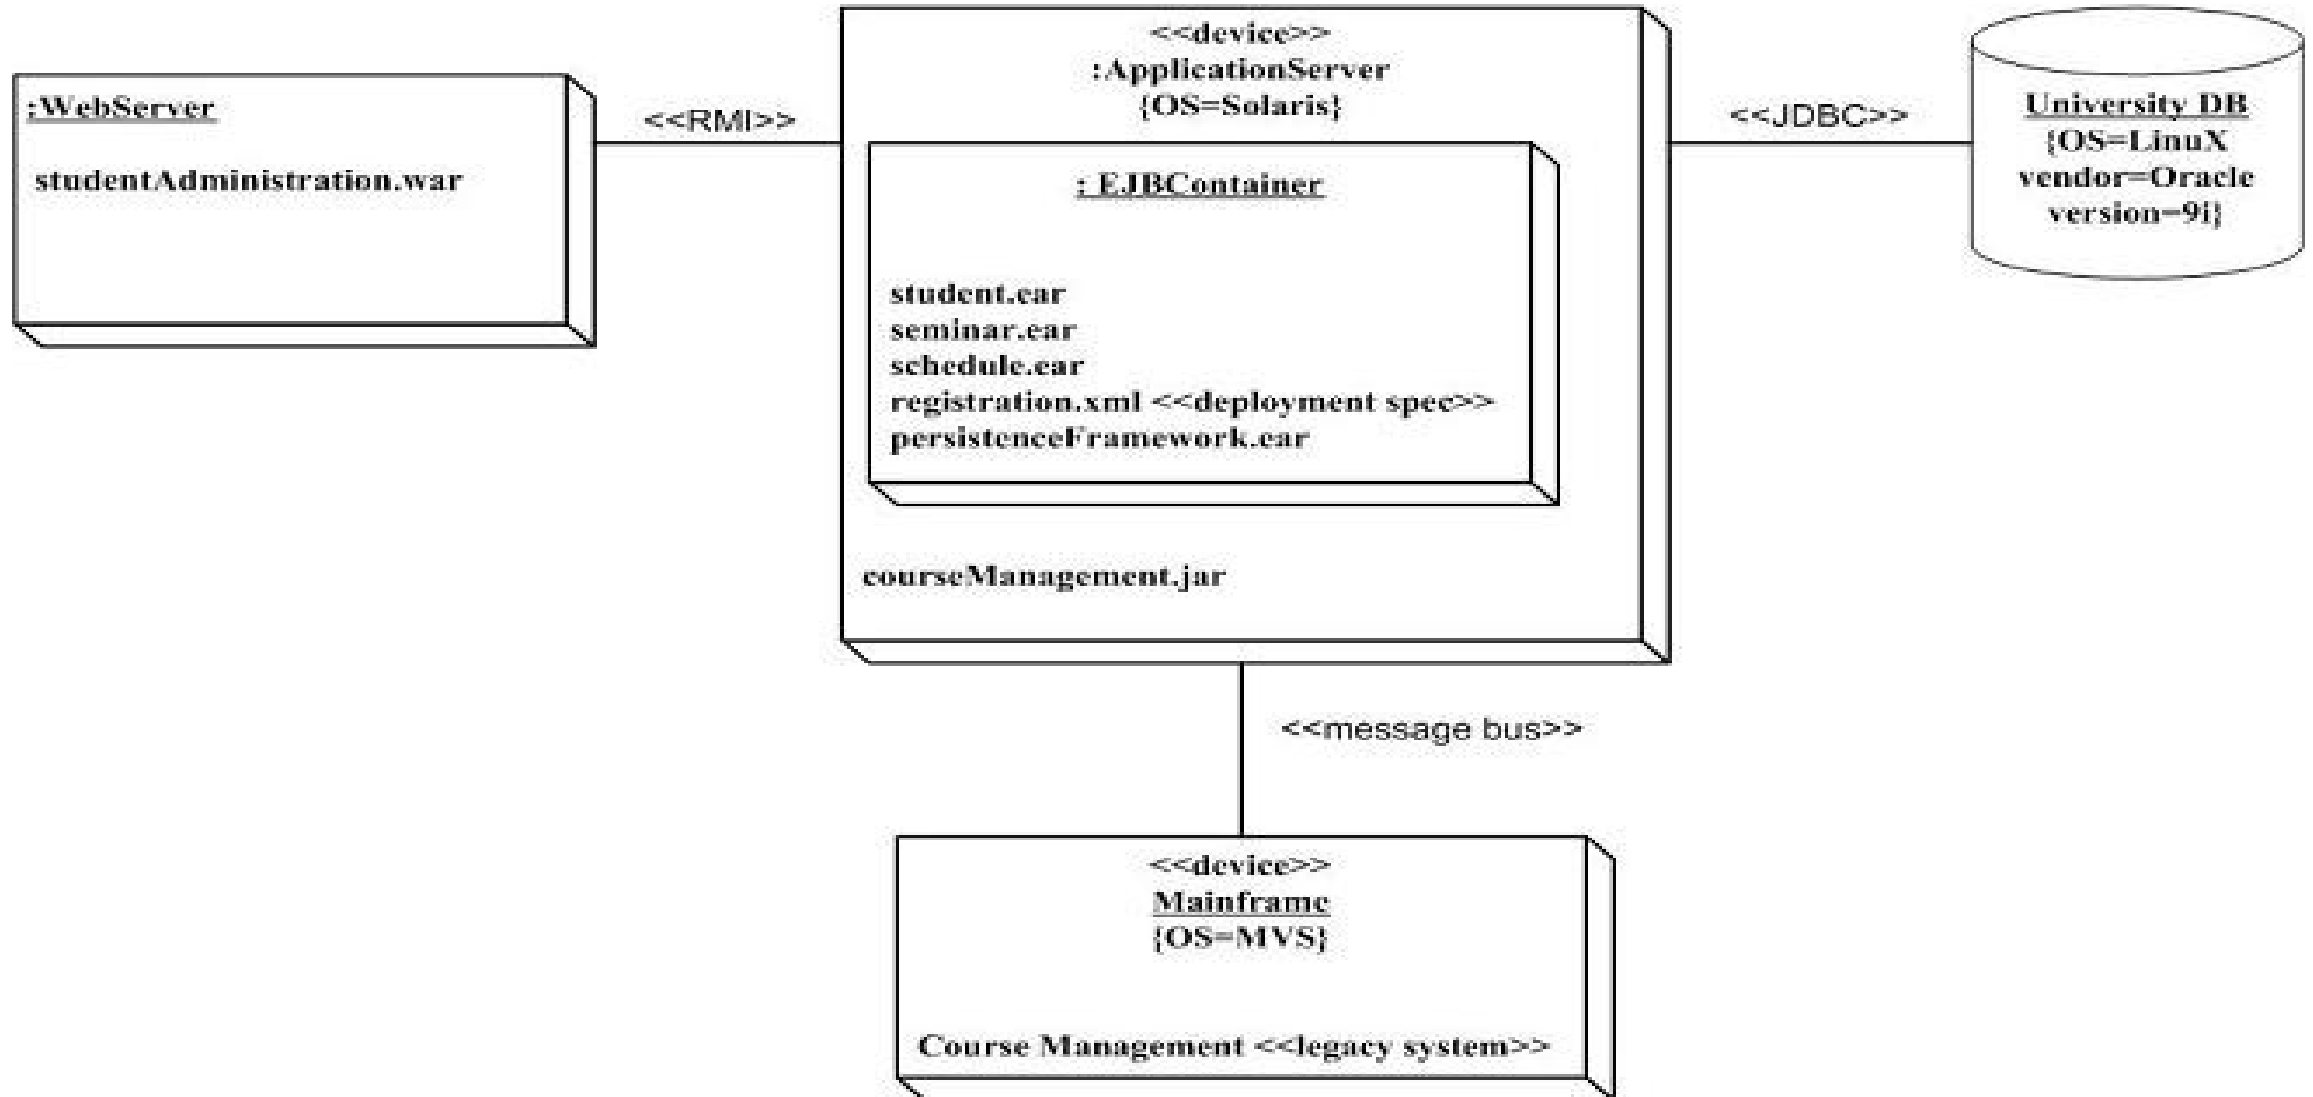 :WebServer
studentAdministration.war
<<RMI>>
<<device>>
:ApplicationServer
{OS=Solaris}
: EJBContainer
student.ear
seminar.ear
schedule.ear
registration.xml <<deployment spec>>
persistenceFramework.ear
courseManagement.jar
<<JDBC>>
University DB
{OS=LinuX
vendor=Oracle
version=9i}
<<message bus>>
<<device>>
Mainframe
{OS=MVS}
Course Management <<legacy system>>